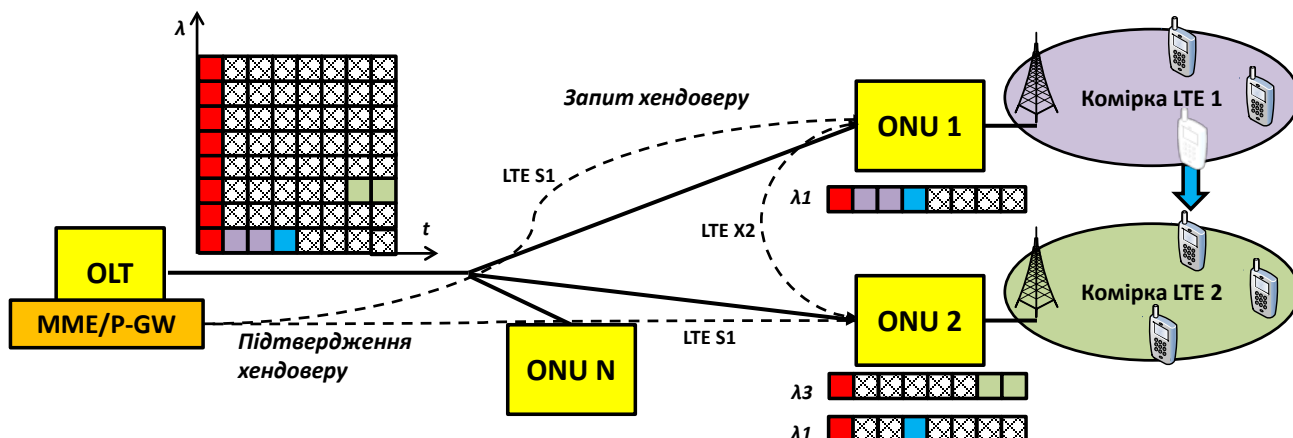 λ
t
Запит хендоверу
LTE S1
ONU 1
Комірка LTE 1
λ1
LTE X2
OLT
MME/P-GW
Підтвердження
хендоверу
LTE S1
ONU N
ONU 2
Комірка LTE 2
λ3
λ1